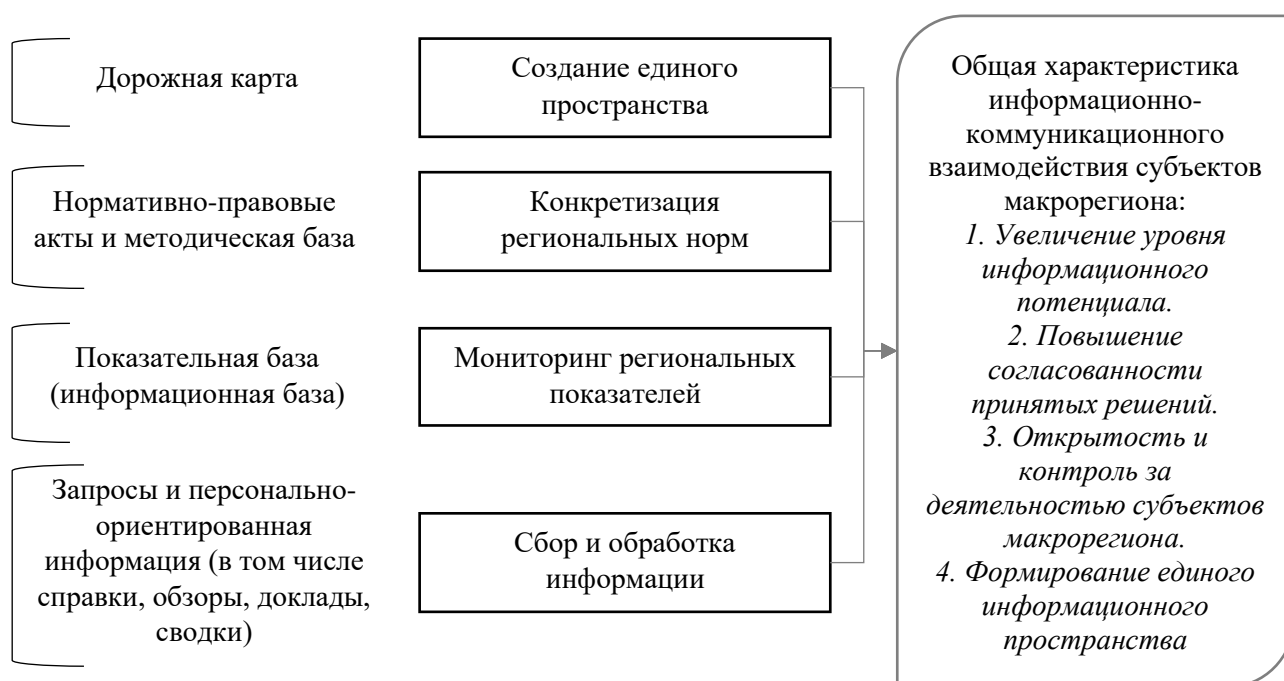 Дорожная карта
Создание единого
пространства
Нормативно-правовые
акты и методическая база
Конкретизация
региональных норм
Показательная база
(информационная база)
Мониторинг региональных
показателей
Запросы и персонально-
ориентированная
информация (в том числе
справки, обзоры, доклады,
сводки)
Сбор и обработка
информации
Общая характеристика
информационно-
коммуникационного
взаимодействия субъектов
макрорегиона:
1. Увеличение уровня
информационного
потенциала.
2. Повышение
согласованности
принятых решений.
3. Открытость и
контроль за
деятельностью субъектов
макрорегиона.
4. Формирование единого
информационного
пространства